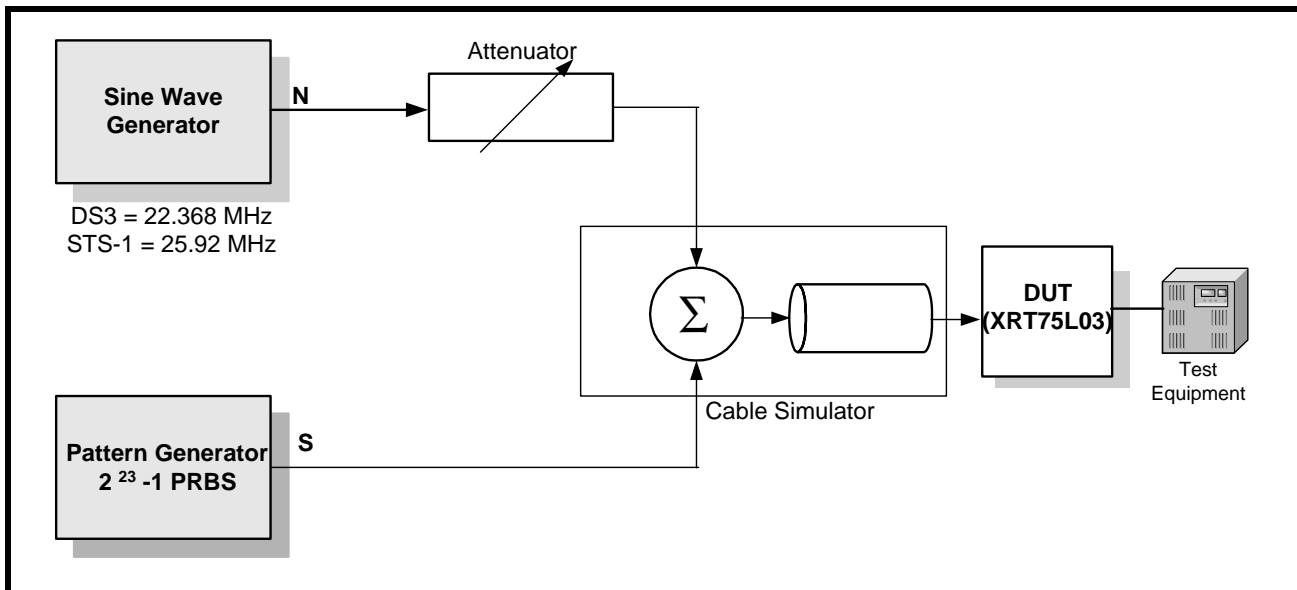 Sine Wave
Generator
N
DS3 = 22.368 MHz
STS-1 = 25.92 MHz
Attenuator
Σ
Cable Simulator
DUT
(XRT75L03)
Test
Equipment
Pattern Generator
2 ²³ -1 PRBS
S